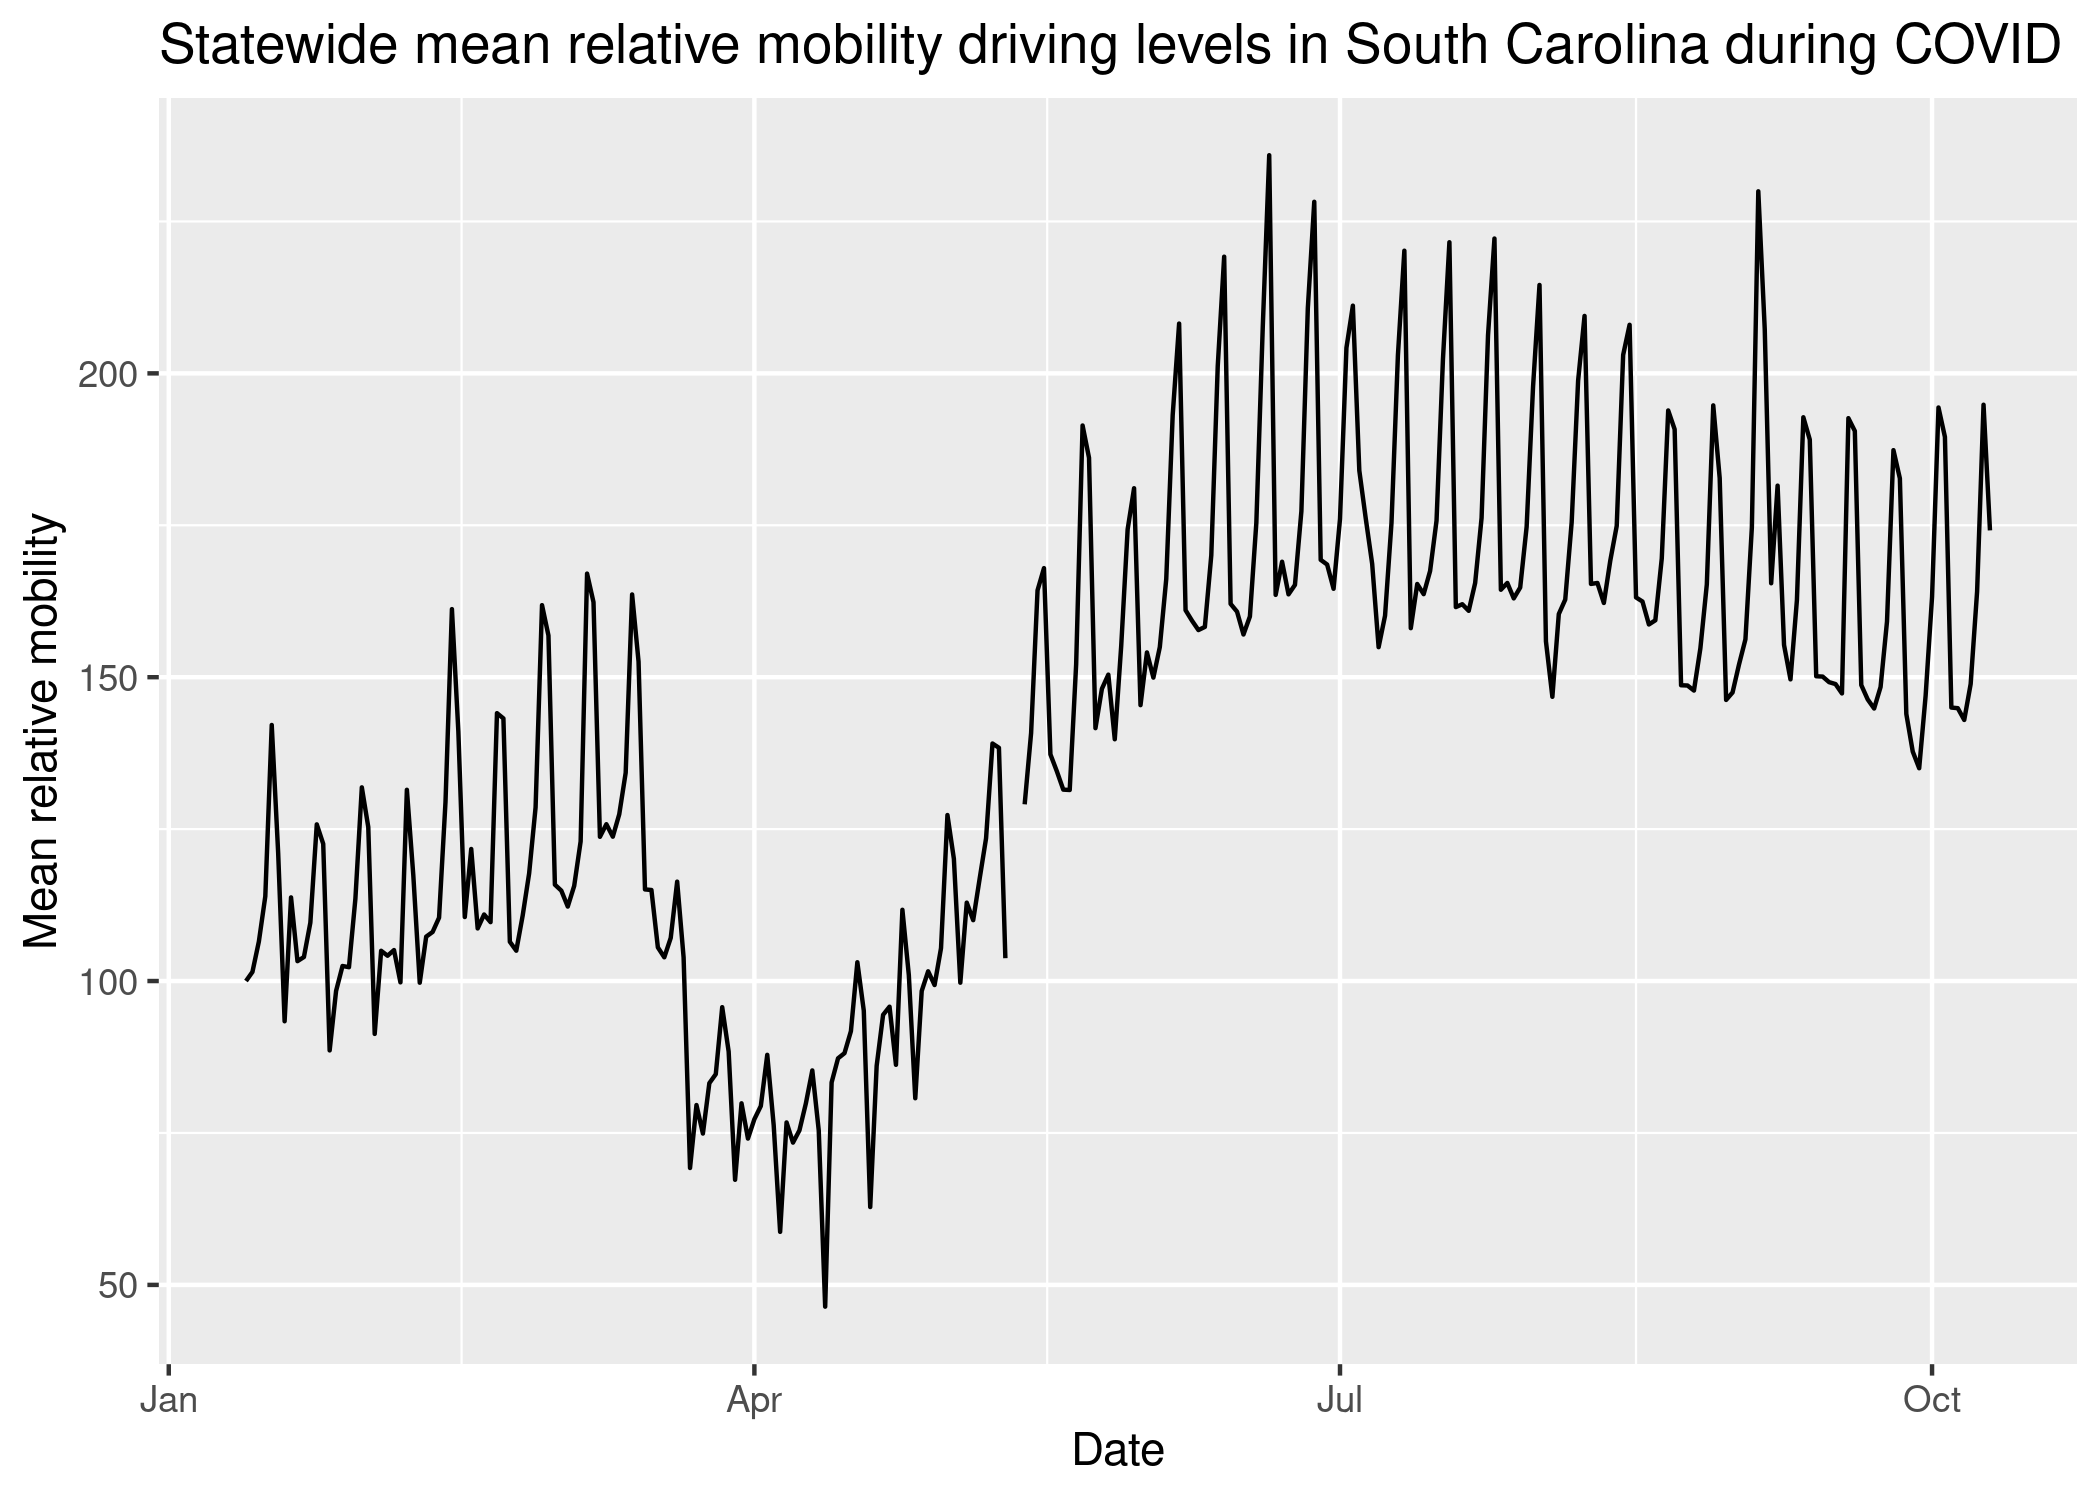 Statewide mean relative mobility driving levels in South Carolina during COVID
Mean relative mobility
200
150
100
50
Jan
Apr
Jul
Oct
Date